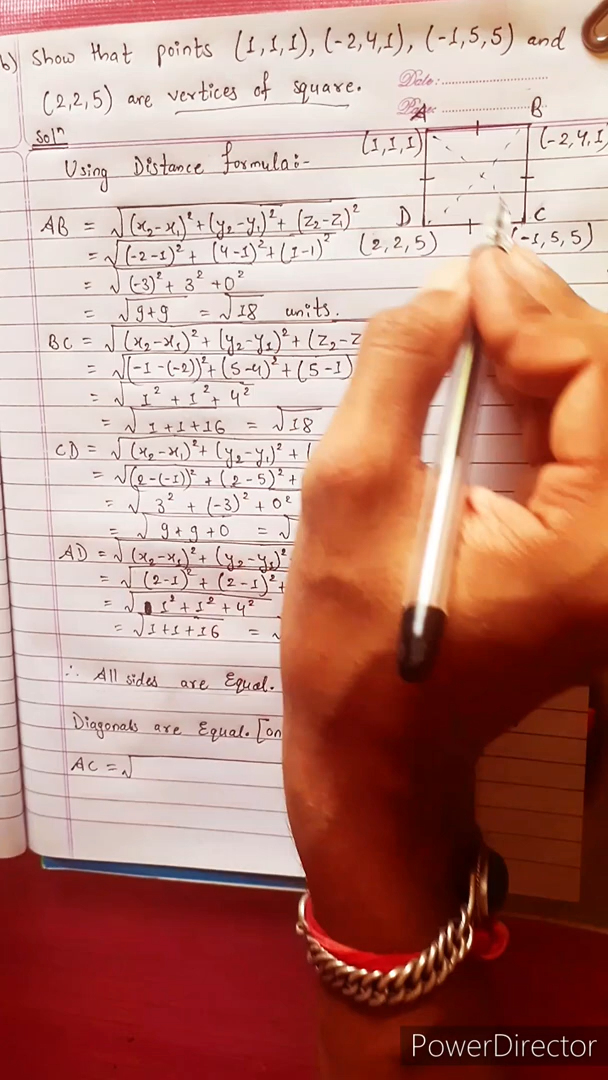 b) Show that points (1,1,1), (-2,4,1), (-1,5,5) and
(2,2,5) are vertices of square.
Date:
Page:
Solⁿ
Using Distance formula:-
A B
(1,1,1) (-2,4,1
D C
(2,2,5) (-1,5,5)
AB = √(x₂-x₁)²+(y₂-y₁)²+(z₂-z₁)²
= √(-2-1)² + (4-1)²+(1-1)²
= √(-3)² + 3² +0²
= √9+9 = √18 units.
BC = √(x₂-x₁)²+(y₂-y₁)²+(z₂-z
= √(-1-(-2))²+(5-4)²+(5-1)
= √1² + 1² + 4²
= √1+1+16 = √18
CD = √(x₂-x₁)²+(y₂-y₁)² +
= √(2-(-1))² + (2-5)²+
= √3² + (-3)² + 0²
= √9+9+0 = √
AD = √(x₂-x₁)²+(y₂-y₁)²
= √(2-1)² + (2-1)²+
= √1²+1²+4²
= √1+1+16 = √
∴ All sides are Equal.
Diagonals are Equal. [on
AC = √
PowerDirector